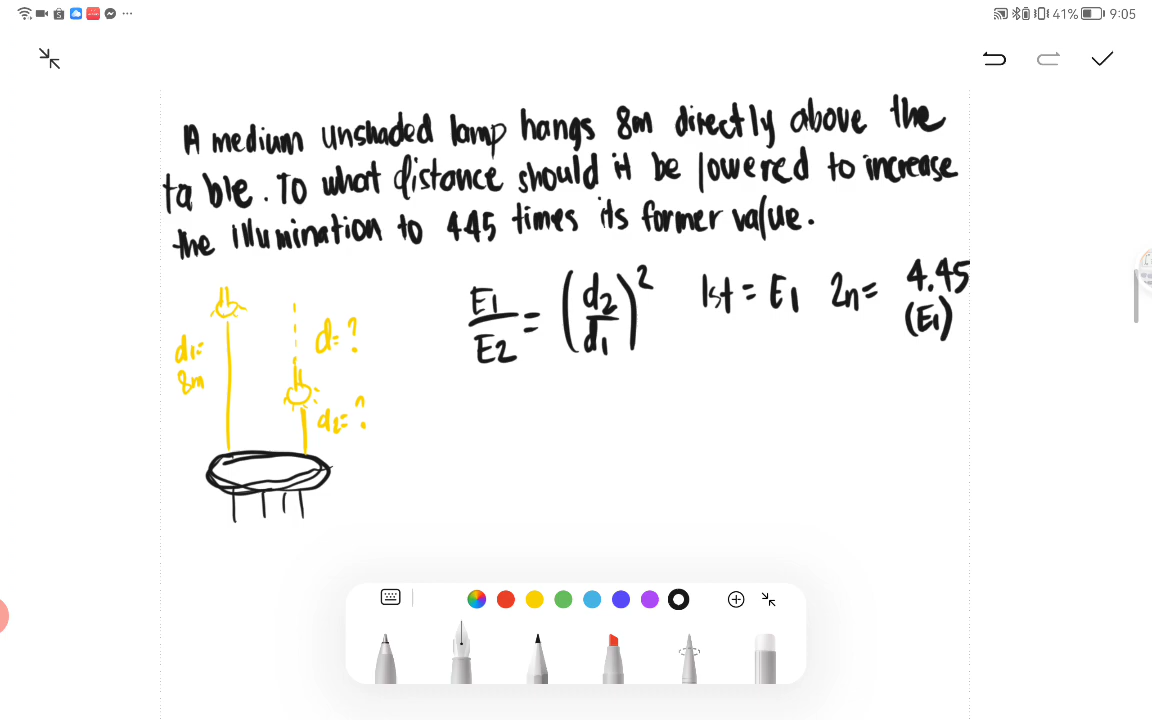 41% 9:05
A medium unshaded lamp hangs 8m directly above the
table. To what distance should it be lowered to increase
the illumination to 4.45 times its former value.
E1/E2 = (d2/d1)^2 1st = E1 2n = 4.45 (E1)
d1= 8m
d=?
d2=?